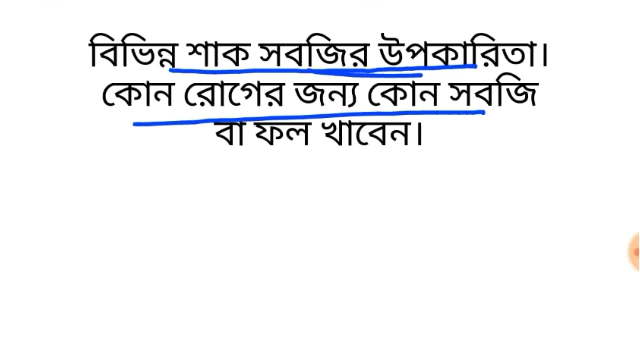 বিভিন্ন শাক সবজির উপকারিতা।
কোন রোগের জন্য কোন সবজি
বা ফল খাবেন।